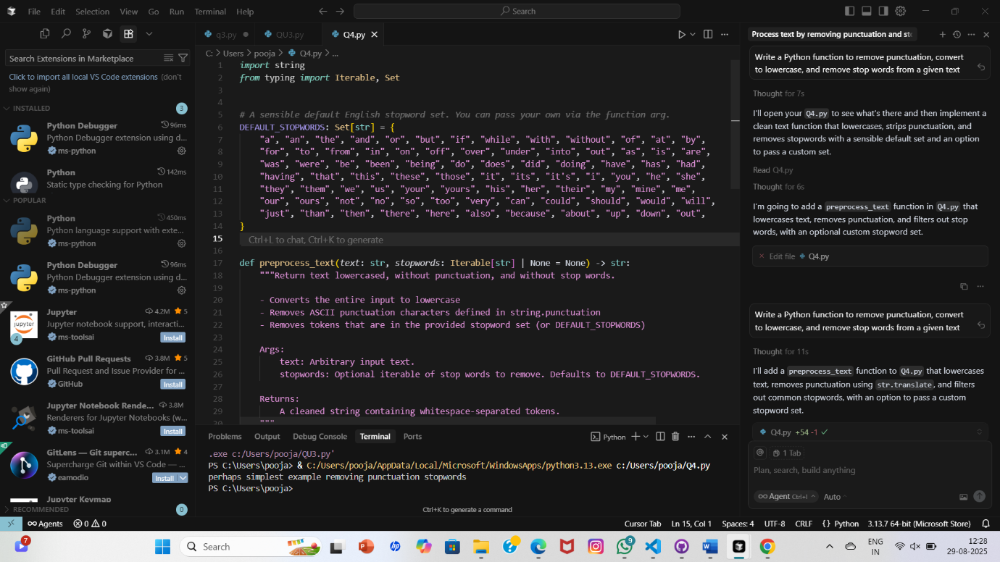 File Edit Selection View Go Run Terminal Help
Search
q3.py
QU3.py
Q4.py
Process text by removing punctuation and st
Search Extensions in Marketplace
Click to import all local VS Code extensions (don't
show again)
INSTALLED 3
Python Debugger 96ms
Python Debugger extension using d...
ms-python
Python 142ms
Static type checking for Python
POPULAR
Python 450ms
Python language support with exte...
ms-python
Python Debugger 96ms
Python Debugger extension using d...
ms-python
Jupyter 4.2M 5
Jupyter notebook support, interacti...
ms-toolsai Install
jupyter
4
GitHub Pull Requests 3.8M 5
Pull Request and Issue Provider for ...
GitHub Install
Jupyter Notebook Rende... 3.8M
Renderers for Jupyter Notebooks (w...
ms-toolsai Install
GitLens — Git superc... 3.1M 4
Supercharge Git within VS Code — ...
eamodio Install
Jupyter Keymap
RECOMMENDED 0
C: > Users > pooja > Q4.py > ...
1 import string
2 from typing import Iterable, Set
3
4
5 # A sensible default English stopword set. You can pass your own via the function arg.
6 DEFAULT_STOPWORDS: Set[str] = {
7 "a", "an", "the", "and", "or", "but", "if", "while", "with", "without", "of", "at", "by",
8 "for", "to", "from", "in", "on", "off", "over", "under", "into", "out", "as", "is", "are",
9 "was", "were", "be", "been", "being", "do", "does", "did", "doing", "have", "has", "had",
10 "having", "that", "this", "these", "those", "it", "its", "it's", "i", "you", "he", "she",
11 "they", "them", "we", "us", "your", "yours", "his", "her", "their", "my", "mine", "me",
12 "our", "ours", "not", "no", "so", "too", "very", "can", "could", "should", "would", "will",
13 "just", "than", "then", "there", "here", "also", "because", "about", "up", "down", "out",
14 }
15 Ctrl+L to chat, Ctrl+K to generate
16
17 def preprocess_text(text: str, stopwords: Iterable[str] | None = None) -> str:
18 """Return text lowercased, without punctuation, and without stop words.
19
20 - Converts the entire input to lowercase
21 - Removes ASCII punctuation characters defined in string.punctuation
22 - Removes tokens that are in the provided stopword set (or DEFAULT_STOPWORDS)
23
24 Args:
25 text: Arbitrary input text.
26 stopwords: Optional iterable of stop words to remove. Defaults to DEFAULT_STOPWORDS.
27
28 Returns:
29 A cleaned string containing whitespace-separated tokens.
30 """
Problems Output Debug Console Terminal Ports
Python
.exe c:/Users/pooja/QU3.py'
PS C:\Users\pooja> & C:/Users/pooja/AppData/Local/Microsoft/WindowsApps/python3.13.exe c:/Users/pooja/Q4.py
perhaps simplest example removing punctuation stopwords
PS C:\Users\pooja>
Ctrl+K to generate a command
Write a Python function to remove punctuation, convert
to lowercase, and remove stop words from a given text
Thought for 7s
I'll open your Q4.py to see what's there and then implement a
clean text function that lowercases, strips punctuation, and
removes stopwords with a sensible default set and an option
to pass a custom set.
Read Q4.py
Thought for 6s
I'm going to add a preprocess_text function in Q4.py that
lowercases text, removes punctuation, and filters out stop
words, with an optional custom stopword set.
Edit file Q4.py
Write a Python function to remove punctuation, convert
to lowercase, and remove stop words from a given text
Thought for 11s
I'll add a preprocess_text function to Q4.py that lowercases
text, removes punctuation using str.translate, and filters
out common stopwords, with an option to pass a custom
stopword set.
Q4.py +54 -1
@ 1 Tab
Plan, search, build anything
Agent Ctrl+I Auto
Agents 0 0
Cursor Tab Ln 15, Col 1 Spaces: 4 UTF-8 CRLF {} Python 3.13.7 64-bit (Microsoft Store)
7
Search
hp
9
ENG
IN
12:28
29-08-2025